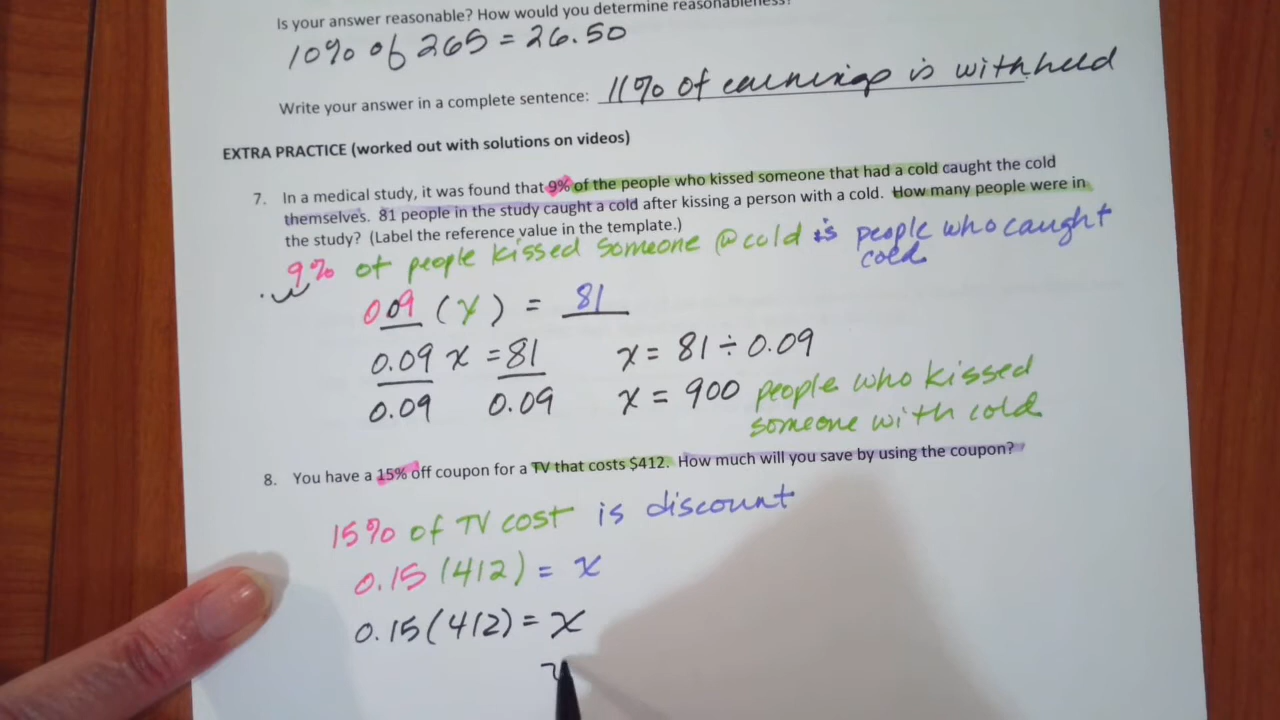 Is your answer reasonable? How would you determine reasonableness?
10% of 265 = 26.50
Write your answer in a complete sentence: 11% of earnings is withheld
EXTRA PRACTICE (worked out with solutions on videos)
7. In a medical study, it was found that 9% of the people who kissed someone that had a cold caught the cold
themselves. 81 people in the study caught a cold after kissing a person with a cold. How many people were in
the study? (Label the reference value in the template.)
9% of people kissed someone @ cold is people who caught
cold
0.09 (x) = 81
0.09 x = 81 x = 81 ÷ 0.09
0.09 0.09 x = 900 people who kissed
someone with cold
8. You have a 15% off coupon for a TV that costs $412. How much will you save by using the coupon?
15% of TV cost is discount
0.15 (412) = x
0.15 (412) = x